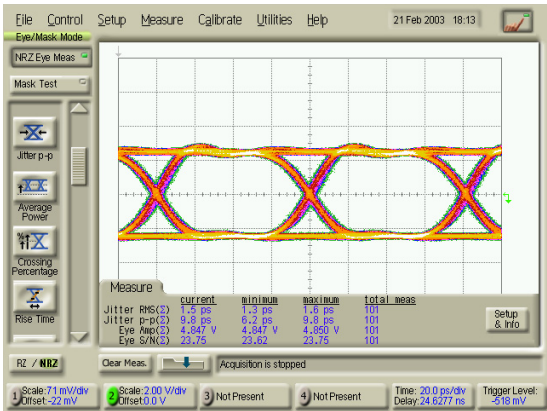 File Control Setup Measure Calibrate Utilities Help 21 Feb 2003 18:13
Eye/Mask Mode
NRZ Eye Meas
Mask Test
Jitter p-p
Average
Power
Crossing
Percentage
Rise Time
Measure
current minimum maximum total meas
Jitter RMS(Σ) 1.5 ps 1.3 ps 1.6 ps 101
Jitter p-p(Σ) 9.8 ps 6.2 ps 9.8 ps 101
Eye Amp(Σ) 4.847 V 4.847 V 4.850 V 101
Eye S/N(Σ) 23.75 23.62 23.75 101
Setup
& Info
RZ / NRZ
Clear Meas.
Acquisition is stopped
1 Scale:71 mV/div
Offset:-22 mV
2 Scale:2.00 V/div
Offset:0.0 V
3 Not Present
4 Not Present
Time: 20.0 ps/div
Delay:24.6277 ns
Trigger Level:
-518 mV